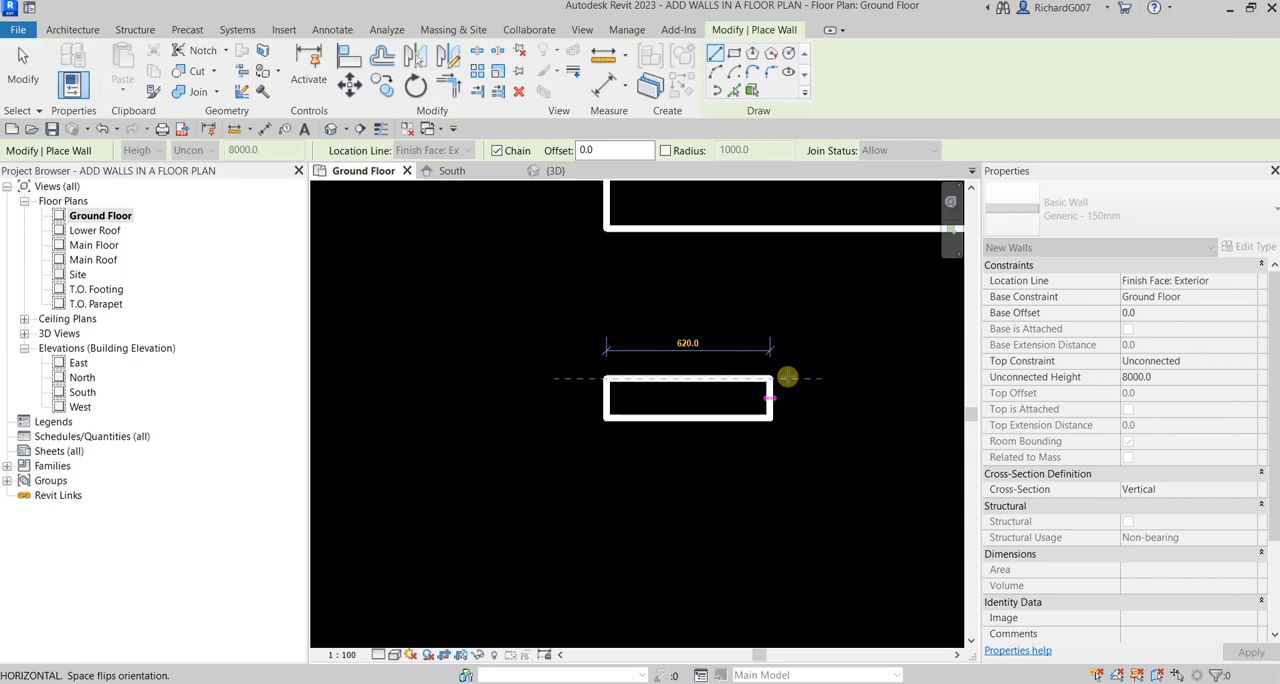 Autodesk Revit 2023 - ADD WALLS IN A FLOOR PLAN - Floor Plan: Ground Floor
RichardG007
File Architecture Structure Precast Systems Insert Annotate Analyze Massing & Site Collaborate View Manage Add-Ins Modify | Place Wall
Modify Paste Notch Cut Join Activate
Select Properties Clipboard Geometry Controls Modify View Measure Create Draw
Modify | Place Wall Heigh Uncon 8000.0 Location Line: Finish Face: Ex Chain Offset: 0.0 Radius: 1000.0 Join Status: Allow
Project Browser - ADD WALLS IN A FLOOR PLAN
Views (all)
Floor Plans
Ground Floor
Lower Roof
Main Floor
Main Roof
Site
T.O. Footing
T.O. Parapet
Ceiling Plans
3D Views
Elevations (Building Elevation)
East
North
South
West
Legends
Schedules/Quantities (all)
Sheets (all)
Families
Groups
Revit Links
Ground Floor South {3D}
620.0
1 : 100
Properties
Basic Wall
Generic - 150mm
New Walls Edit Type
Constraints
Location Line Finish Face: Exterior
Base Constraint Ground Floor
Base Offset 0.0
Base is Attached
Base Extension Distance 0.0
Top Constraint Unconnected
Unconnected Height 8000.0
Top Offset 0.0
Top is Attached
Top Extension Distance 0.0
Room Bounding
Related to Mass
Cross-Section Definition
Cross-Section Vertical
Structural
Structural
Structural Usage Non-bearing
Dimensions
Area
Volume
Identity Data
Image
Comments
Properties help Apply
HORIZONTAL. Space flips orientation. :0 Main Model :0